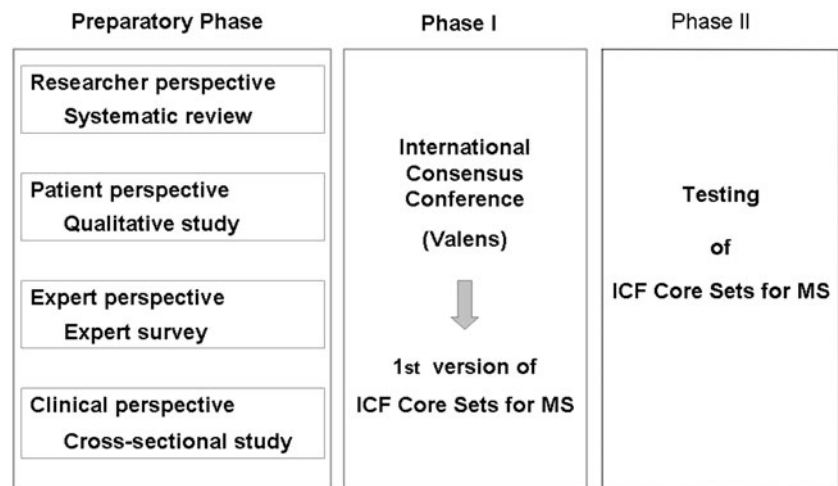 Preparatory Phase
Researcher perspective
Systematic review
Patient perspective
Qualitative study
Expert perspective
Expert survey
Clinical perspective
Cross-sectional study
Phase I
International
Consensus
Conference
(Valens)
1st version of
ICF Core Sets for MS
Phase II
Testing
of
ICF Core Sets for MS